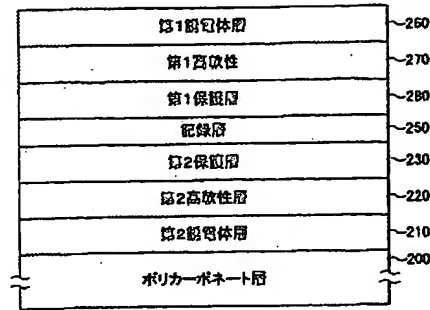 第1誘電体層 260
第1高放性 270
第1保護層 280
記録層 250
第2保護層 230
第2高放性層 220
第2誘電体層 210
200
ポリカーボネート層